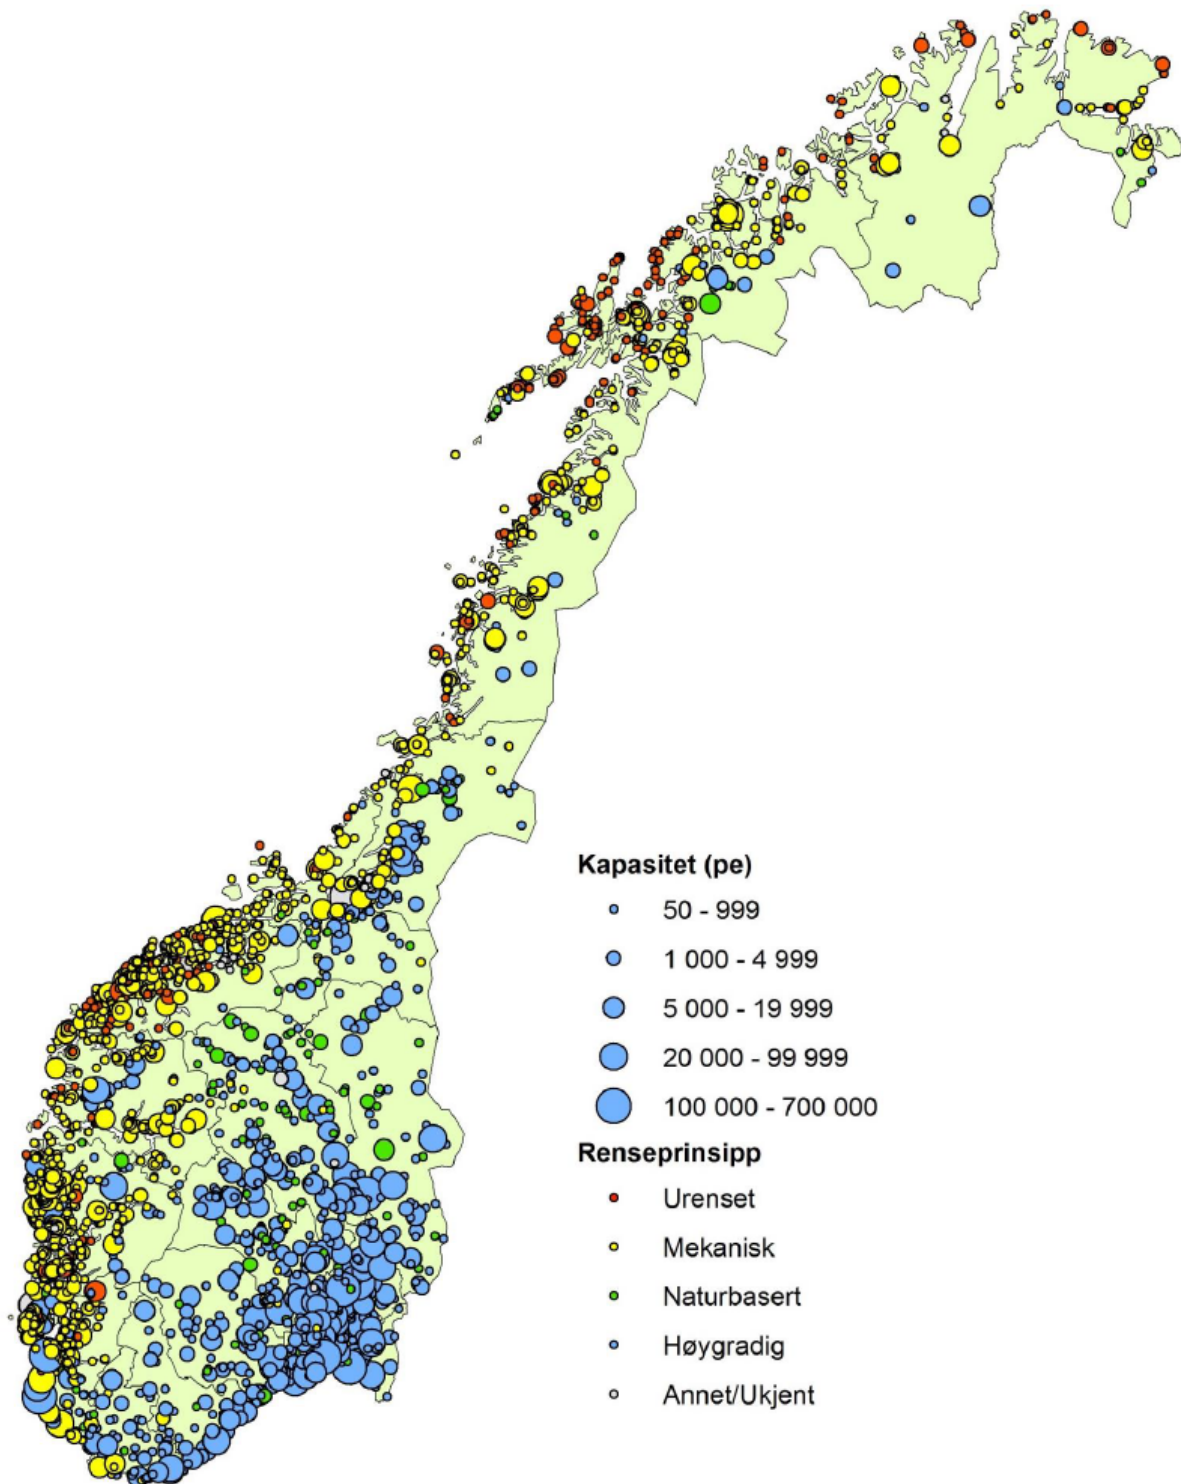 Kapasitet (pe)
50 - 999
1 000 - 4 999
5 000 - 19 999
20 000 - 99 999
100 000 - 700 000
Renseprinsipp
Urenset
Mekanisk
Naturbasert
Høygradig
Annet/Ukjent